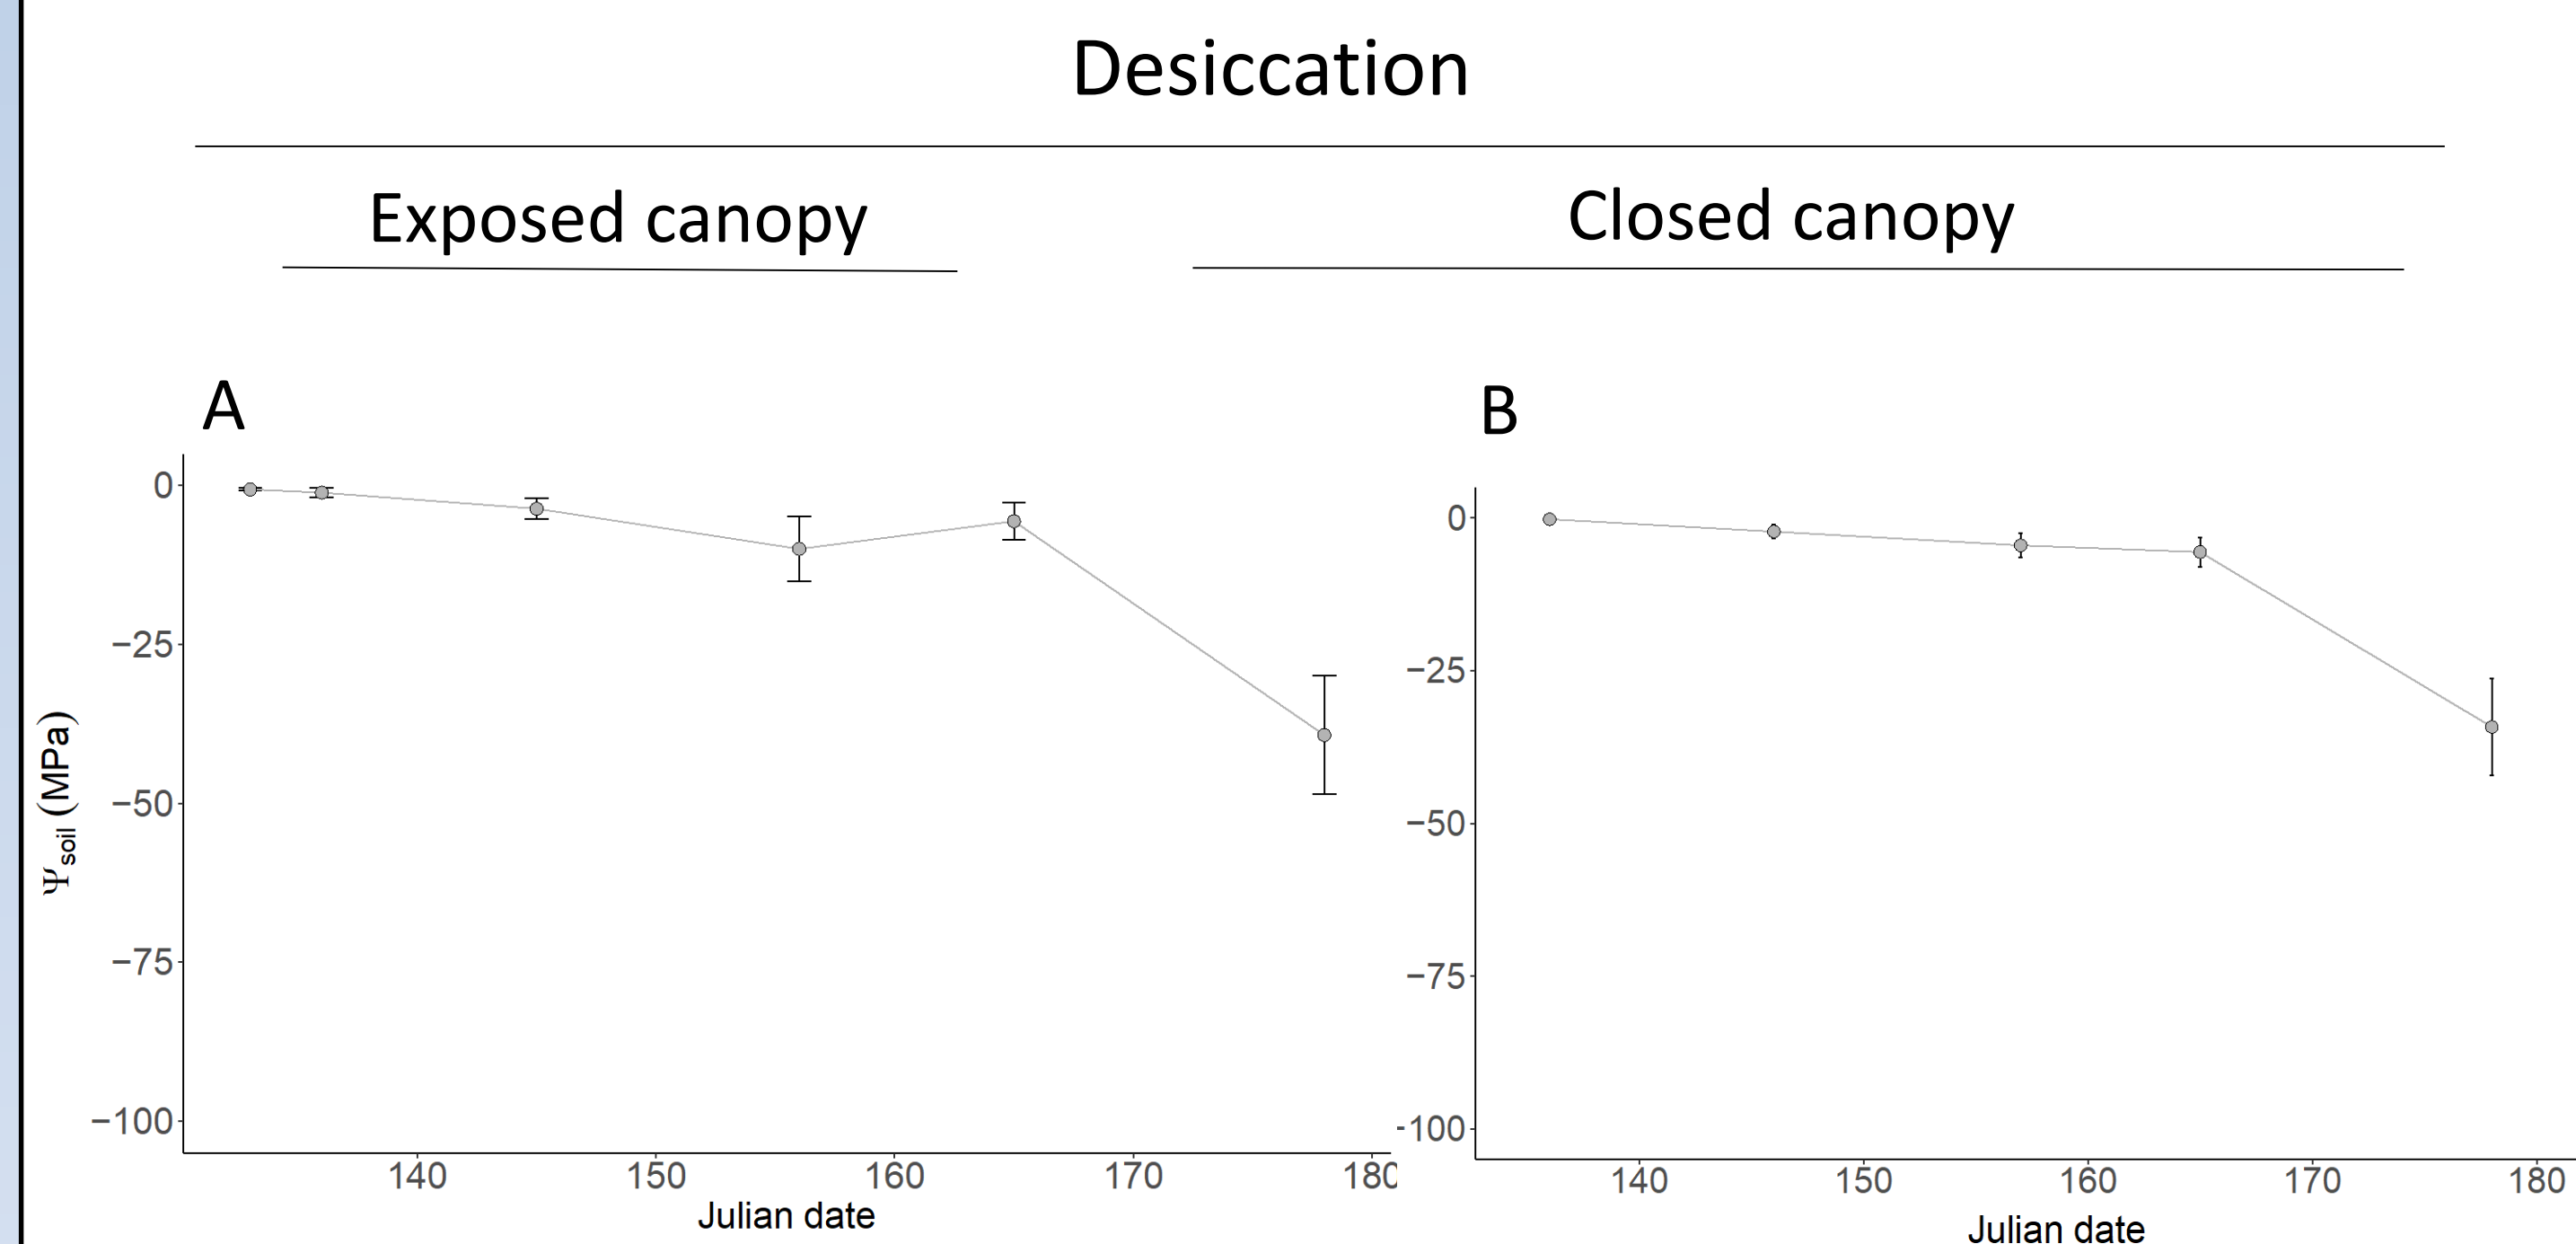 Desiccation
Exposed canopy
Closed canopy
A
B
0
−25
−50
−75
−100
Ψsoil (MPa)
140 150 160 170 180
Julian date
0
−25
−50
−75
-100
140 150 160 170 180
Julian date